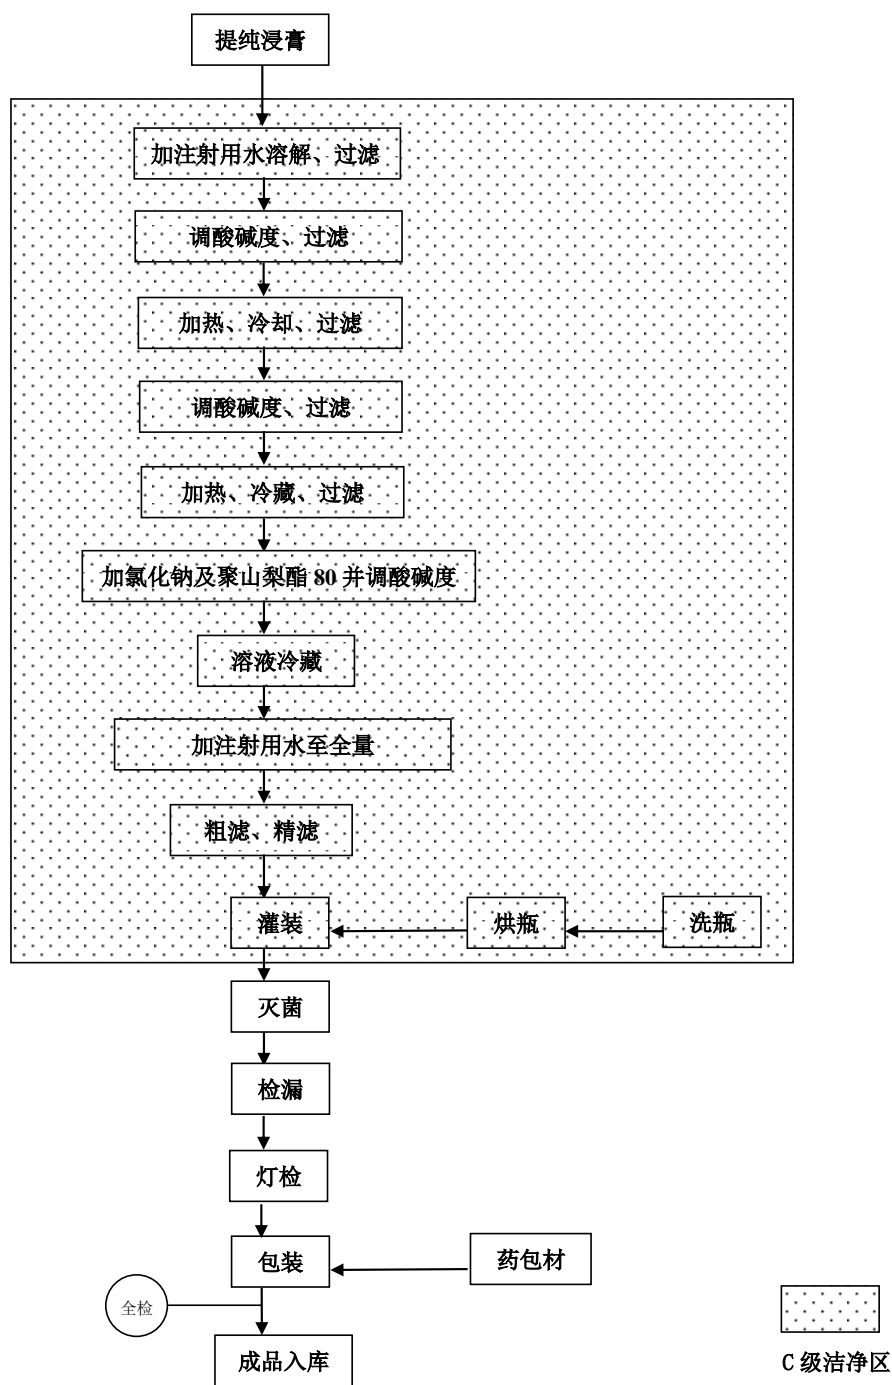 提纯浸膏
加注射用水溶解、过滤
调酸碱度、过滤
加热、冷却、过滤
调酸碱度、过滤
加热、冷藏、过滤
加氯化钠及聚山梨酯 80 并调酸碱度
溶液冷藏
加注射用水至全量
粗滤、精滤
灌装
烘瓶
洗瓶
灭菌
检漏
灯检
包装
药包材
全检
成品入库
C 级洁净区